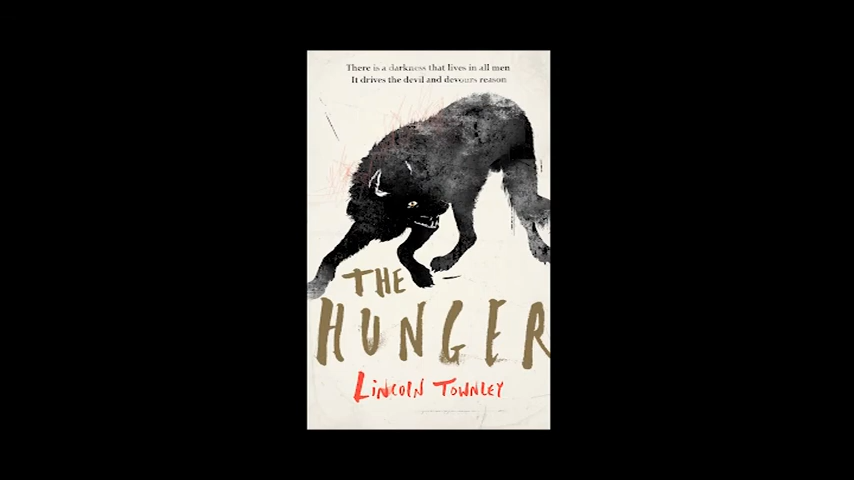 There is a darkness that lives in all men
It drives the devil and devours reason
THE
HUNGER
LINCOLN TOWNLEY